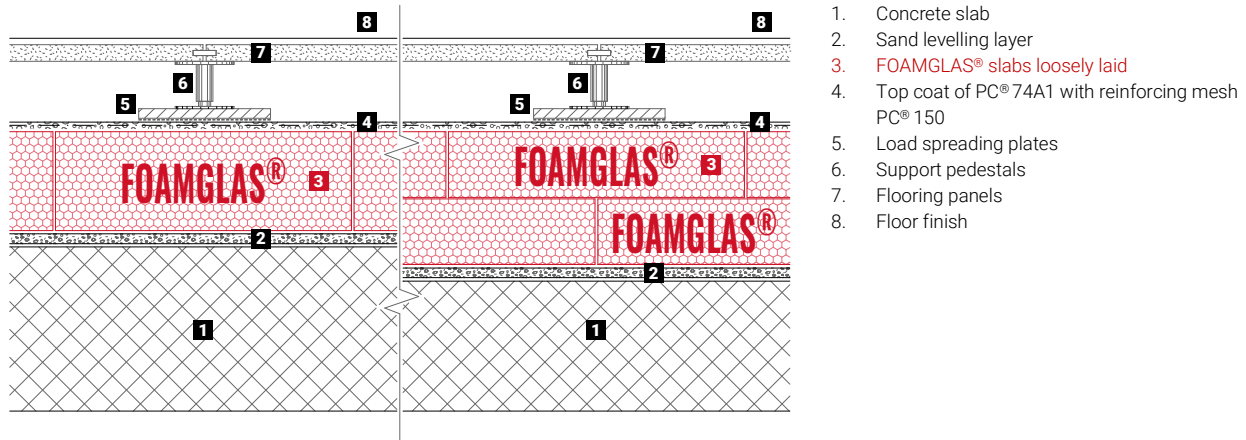 8
8
7
7
6
6
5
5
4
4
FOAMGLAS®
3
FOAMGLAS®
3
FOAMGLAS®
2
2
1
1
1. Concrete slab
2. Sand levelling layer
3. FOAMGLAS® slabs loosely laid
4. Top coat of PC® 74A1 with reinforcing mesh
PC® 150
5. Load spreading plates
6. Support pedestals
7. Flooring panels
8. Floor finish